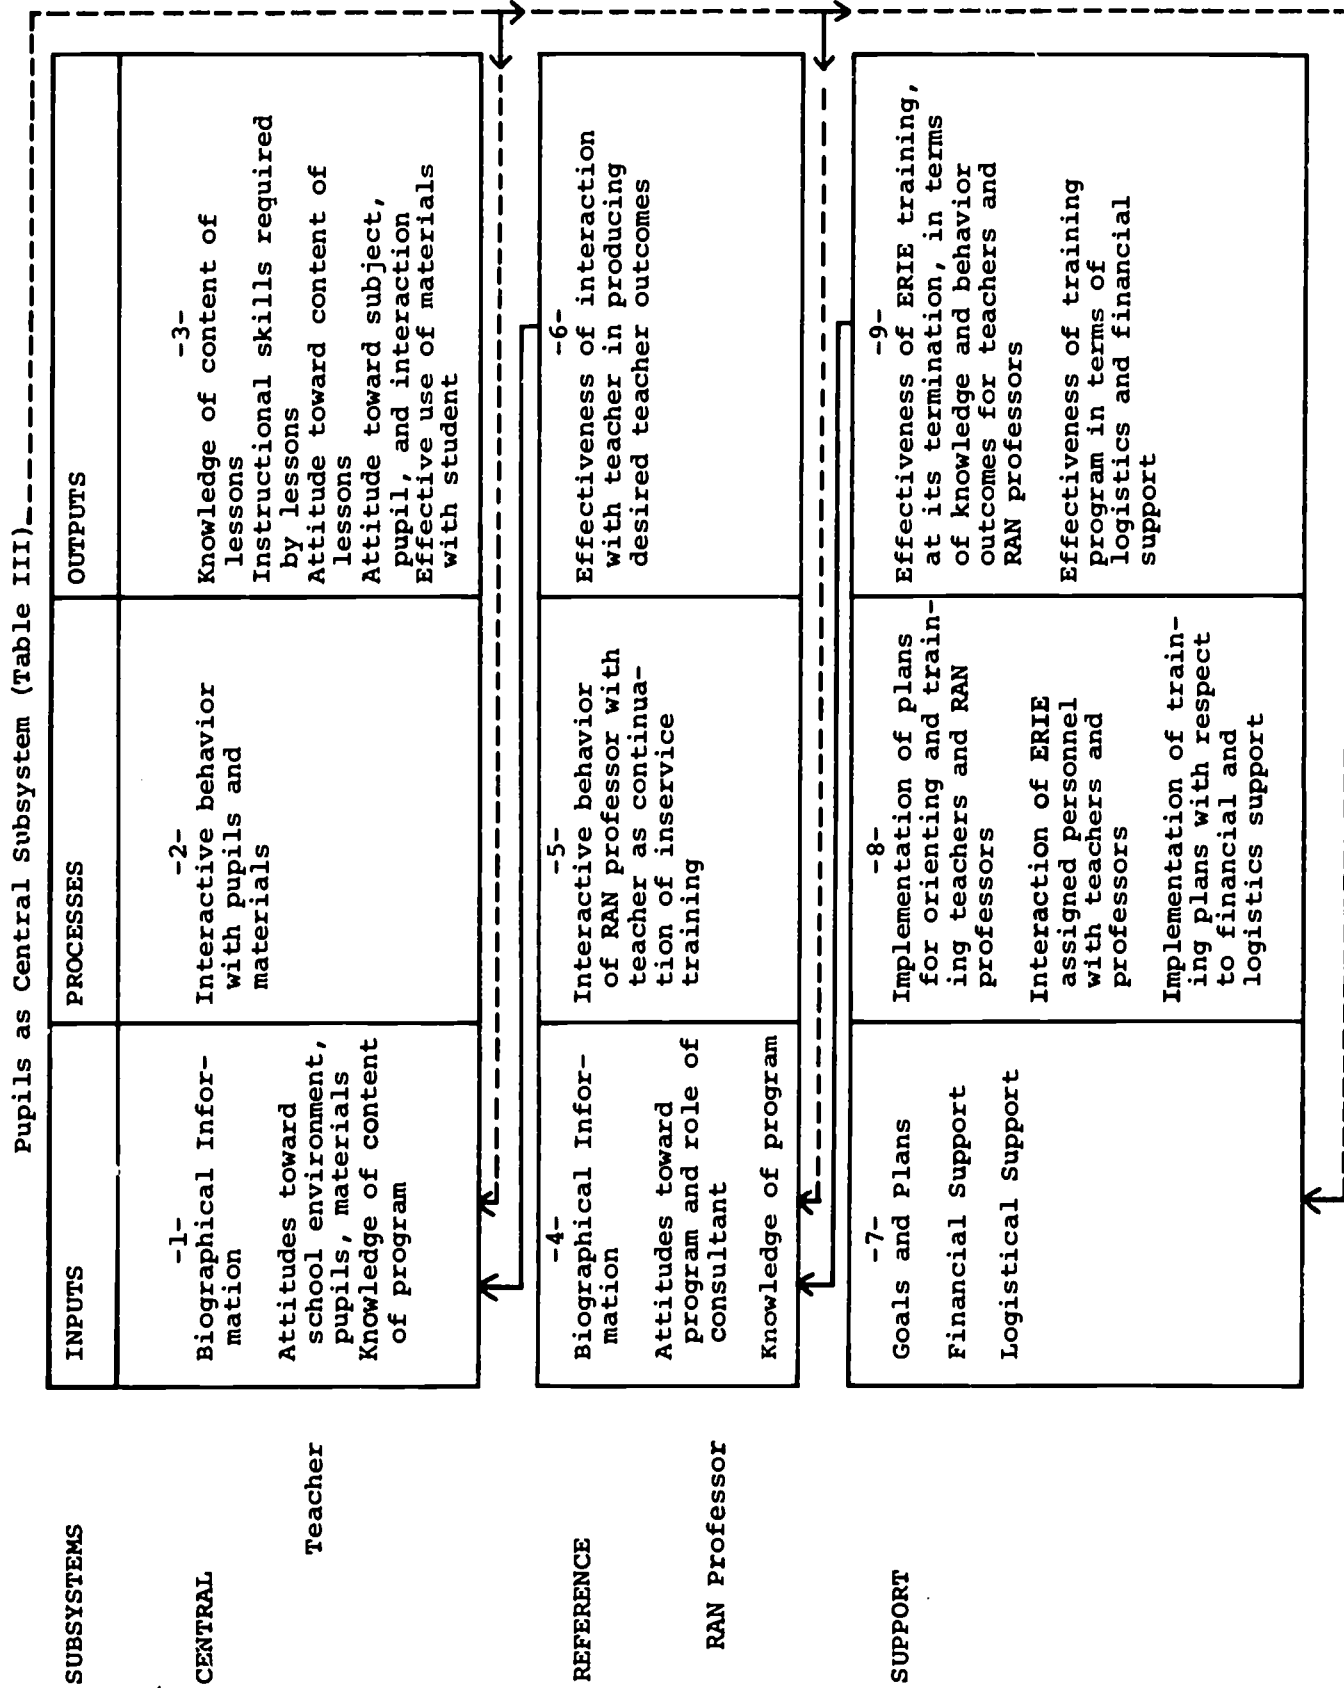 Pupils as Central Subsystem (Table III)
SUBSYSTEMS
INPUTS
PROCESSES
OUTPUTS
CENTRAL
Teacher
-1-
Biographical Infor-
mation
Attitudes toward
school environment,
pupils, materials
Knowledge of content
of program
-2-
Interactive behavior
with pupils and
materials
-3-
Knowledge of content of
lessons
Instructional skills required
by lessons
Attitude toward content of
lessons
Attitude toward subject,
pupil, and interaction
Effective use of materials
with student
REFERENCE
RAN Professor
-4-
Biographical Infor-
mation
Attitudes toward
program and role of
consultant
Knowledge of program
-5-
Interactive behavior
of RAN professor with
teacher as continua-
tion of inservice
training
-6-
Effectiveness of interaction
with teacher in producing
desired teacher outcomes
SUPPORT
-7-
Goals and Plans
Financial Support
Logistical Support
-8-
Implementation of plans
for orienting and train-
ing teachers and RAN
professors
Interaction of ERIE
assigned personnel
with teachers and
professors
Implementation of train-
ing plans with respect
to financial and
logistics support
-9-
Effectiveness of ERIE training,
at its termination, in terms
of knowledge and behavior
outcomes for teachers and
RAN professors
Effectiveness of training
program in terms of
logistics and financial
support